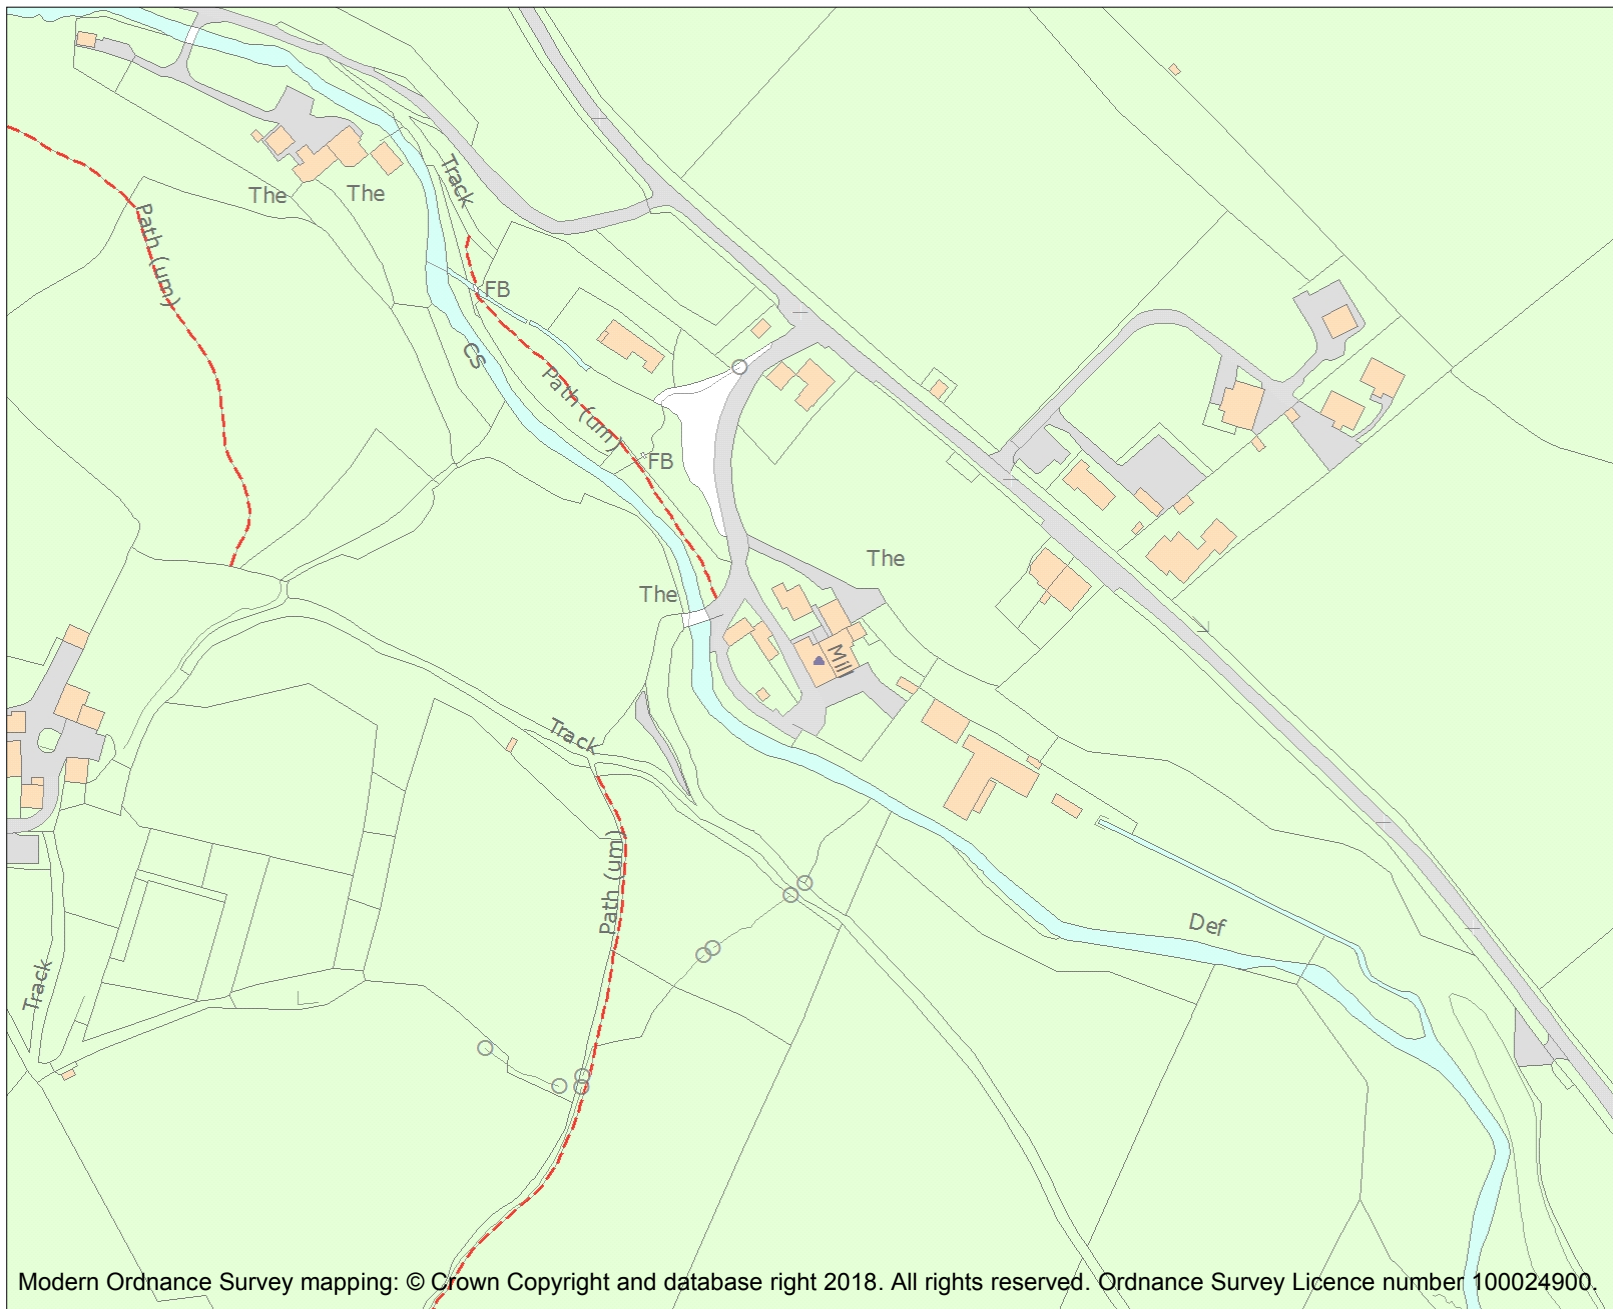 Track
The
The
Path (um)
FB
CS
Path (um)
FB
The
The
Mill
Track
Path (um)
Def
Track
Modern Ordnance Survey mapping: © Crown Copyright and database right 2018. All rights reserved. Ordnance Survey Licence number 100024900.